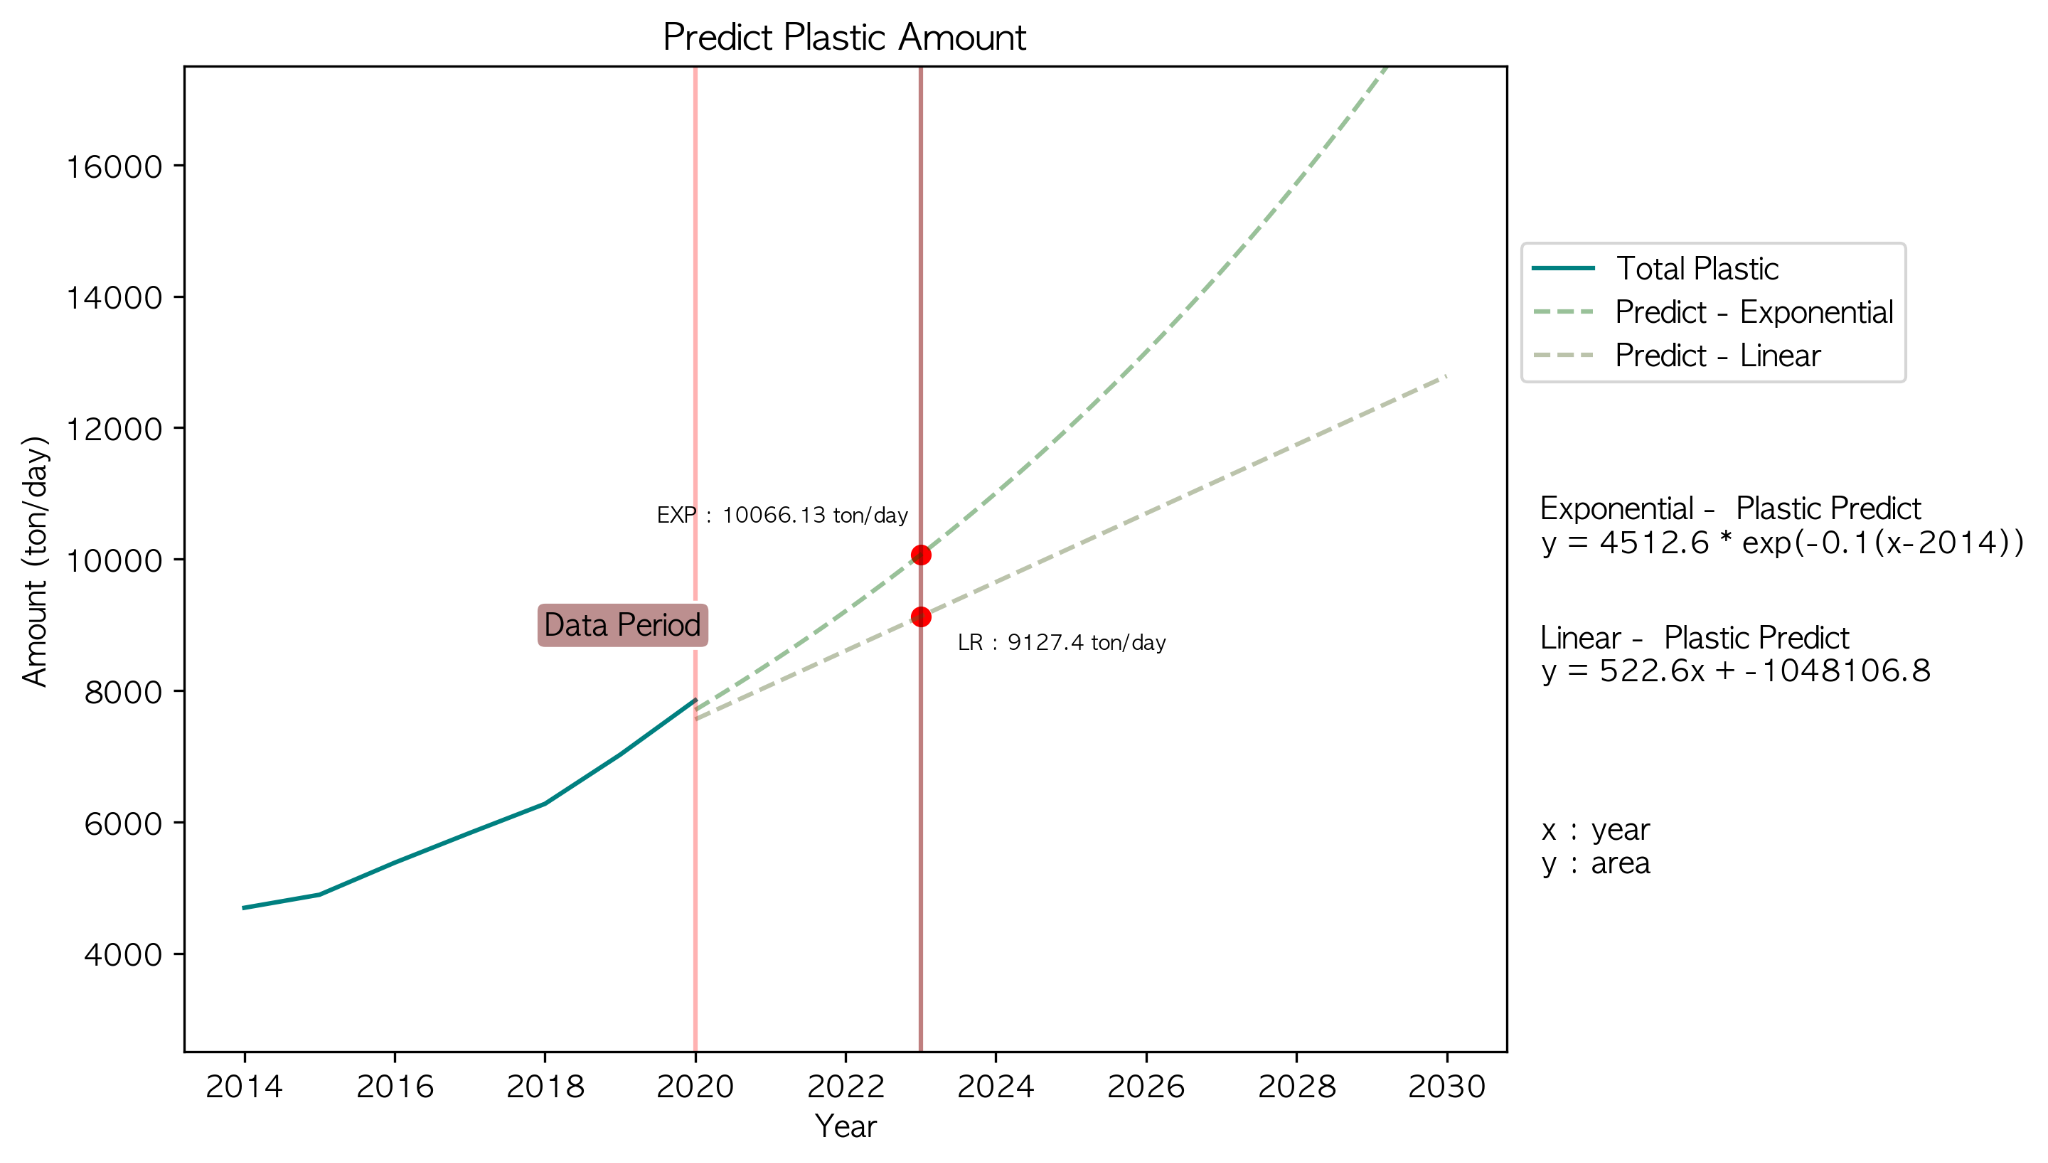 Predict Plastic Amount
Amount (ton/day)
16000
14000
12000
10000
8000
6000
4000
EXP : 10066.13 ton/day
Data Period
LR : 9127.4 ton/day
2014 2016 2018 2020 2022 2024 2026 2028 2030
Year
Total Plastic
Predict - Exponential
Predict - Linear
Exponential - Plastic Predict
y = 4512.6 * exp(-0.1(x-2014))
Linear - Plastic Predict
y = 522.6x + -1048106.8
x : year
y : area